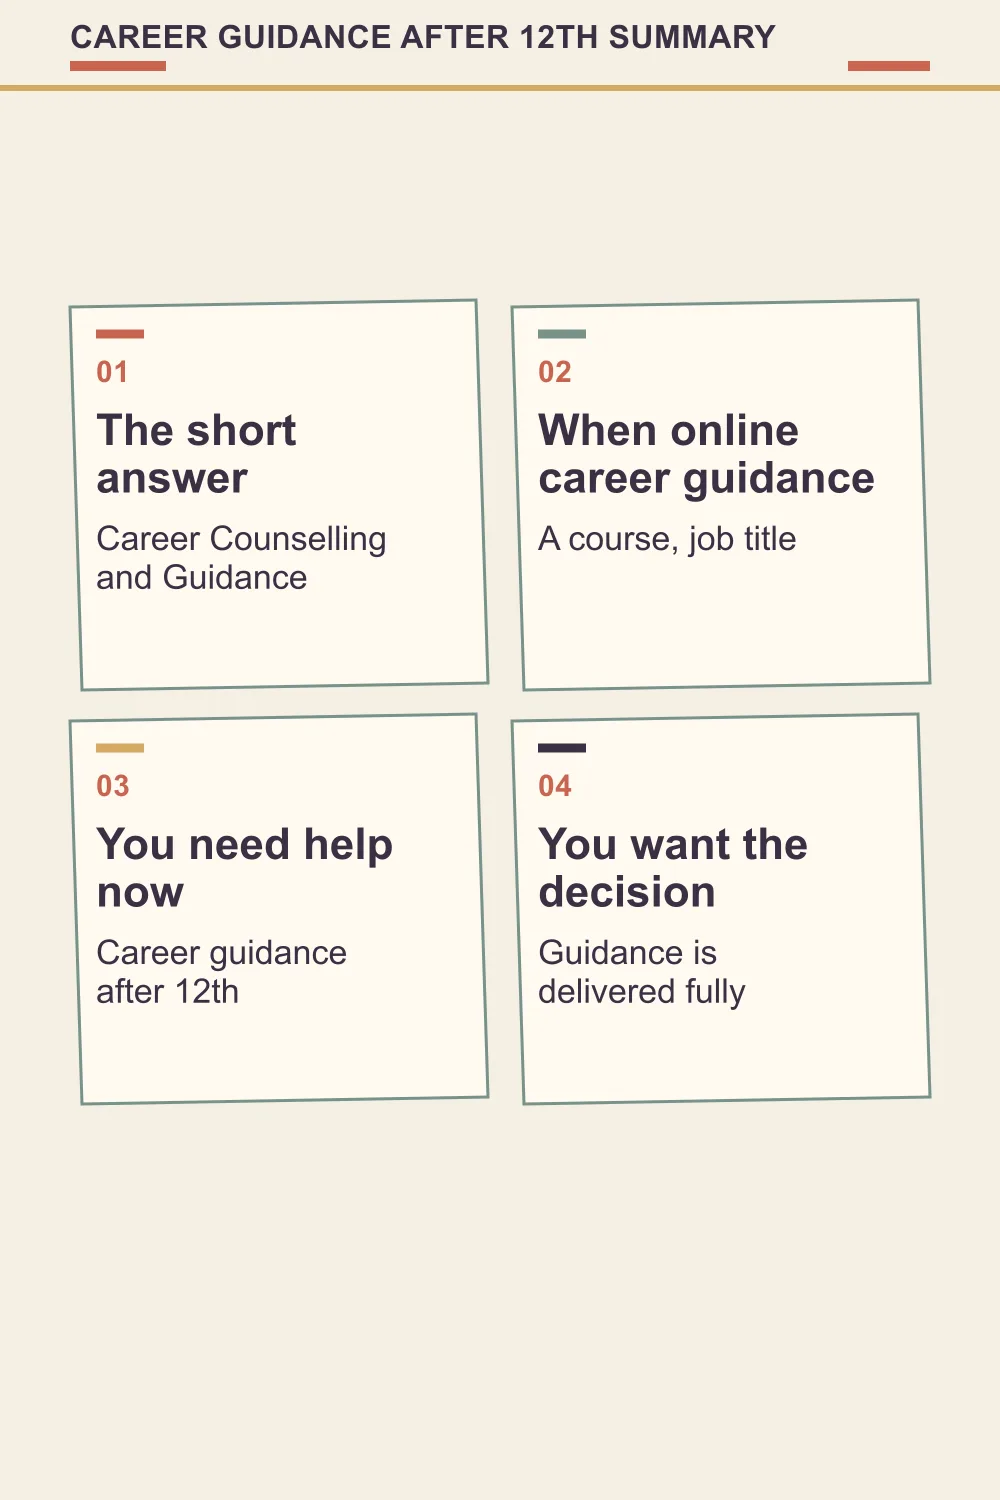 CAREER GUIDANCE AFTER 12TH SUMMARY
01
The short
answer
Career Counselling
and Guidance
02
When online
career guidance
A course, job title
03
You need help
now
Career guidance
after 12th
04
You want the
decision
Guidance is
delivered fully